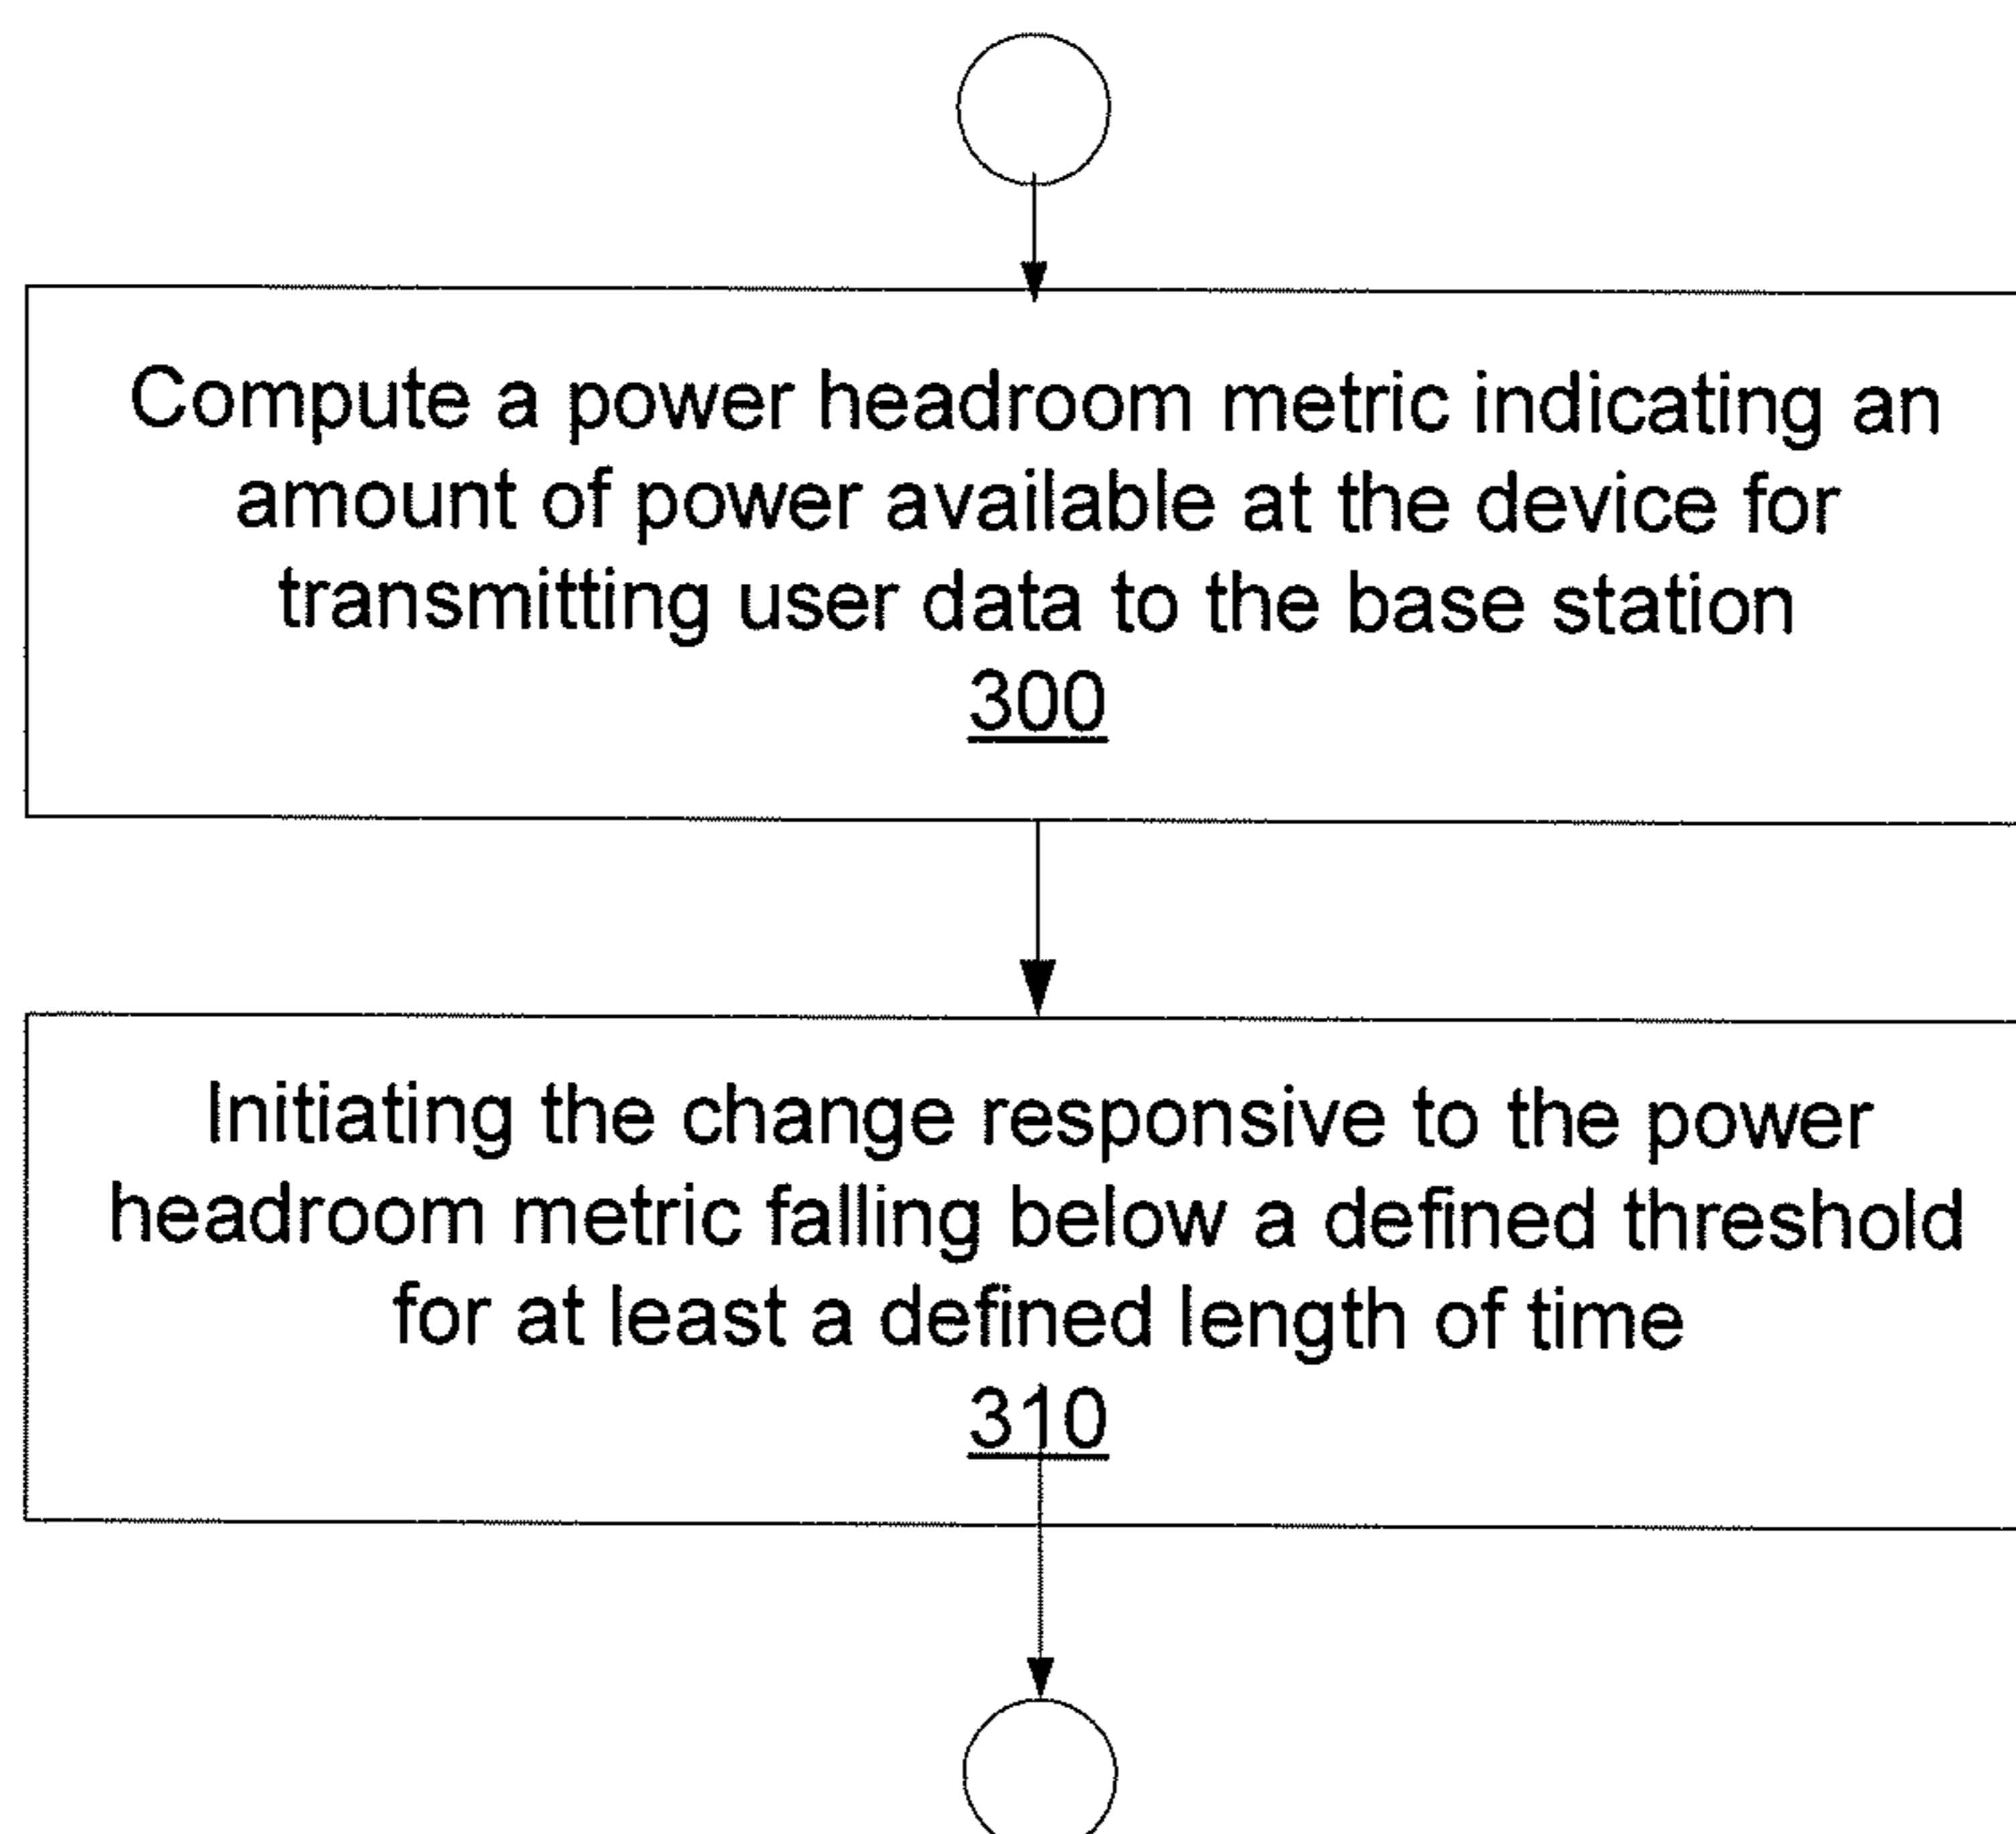 Compute a power headroom metric indicating an
amount of power available at the device for
transmitting user data to the base station
300
Initiating the change responsive to the power
headroom metric falling below a defined threshold
for at least a defined length of time
310